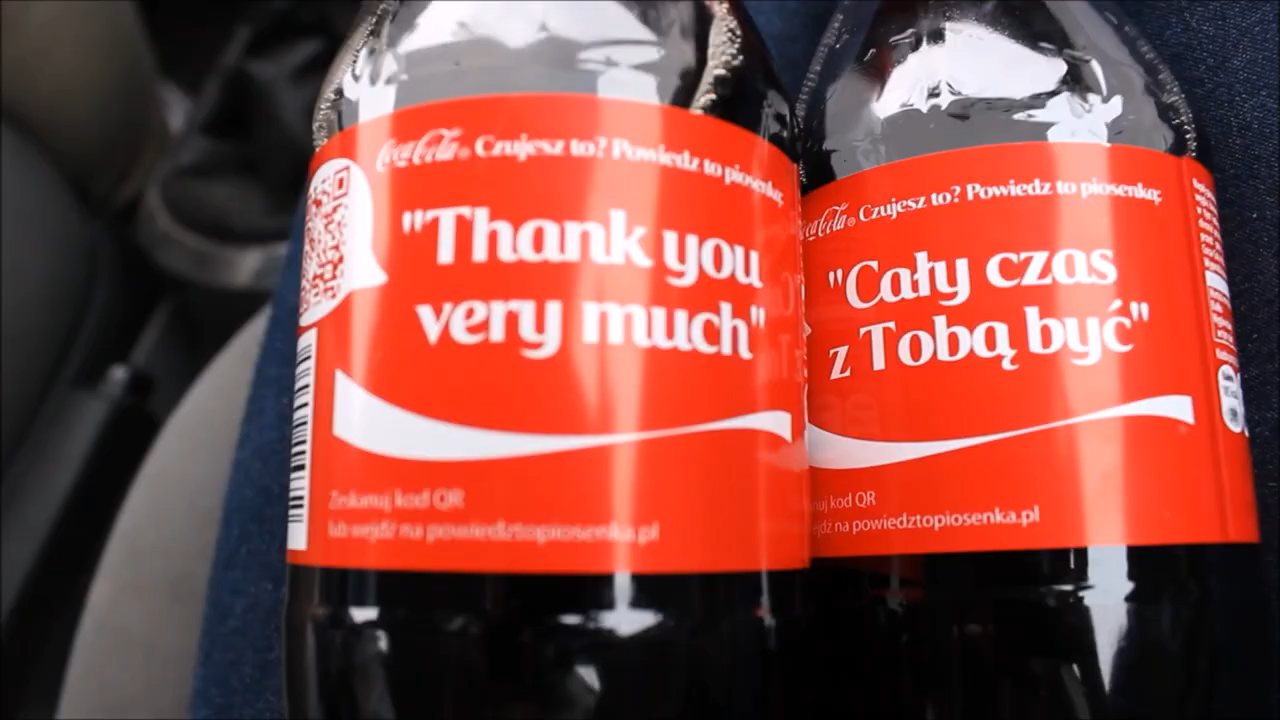 Coca-Cola® Czujesz to? Powiedz to piosenką:
"Thank you
very much"
Zeskanuj kod QR
lub wejdź na powiedztopiosenka.pl
Coca-Cola® Czujesz to? Powiedz to piosenką:
"Cały czas
z Tobą być"
kod QR
na powiedztopiosenka.pl